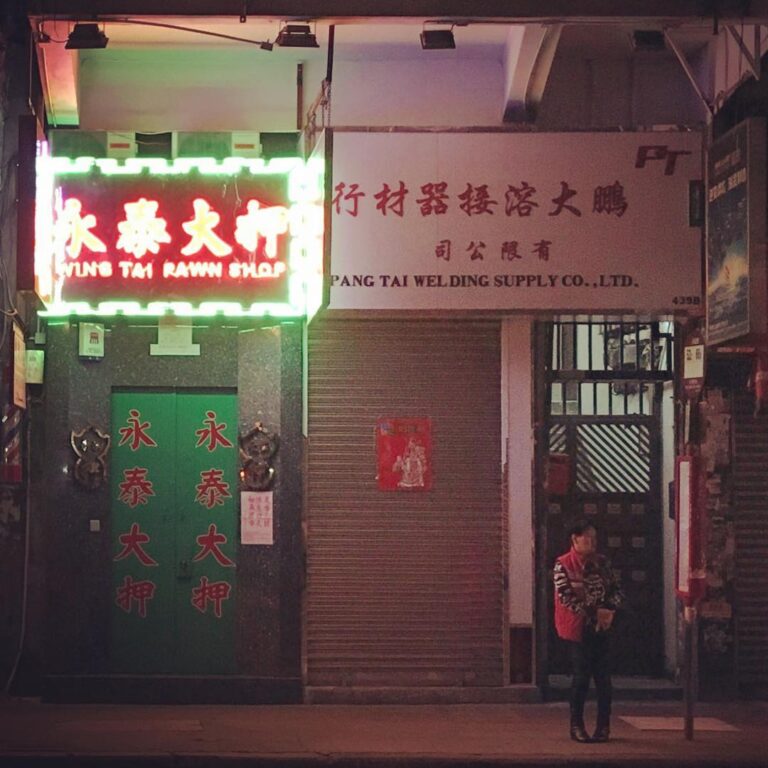 永泰大押
WING TAI PAWN SHOP
PT
鵬大溶接器材行
有限公司
PANG TAI WELDING SUPPLY CO.,LTD.
439B
永泰大押
永泰大押